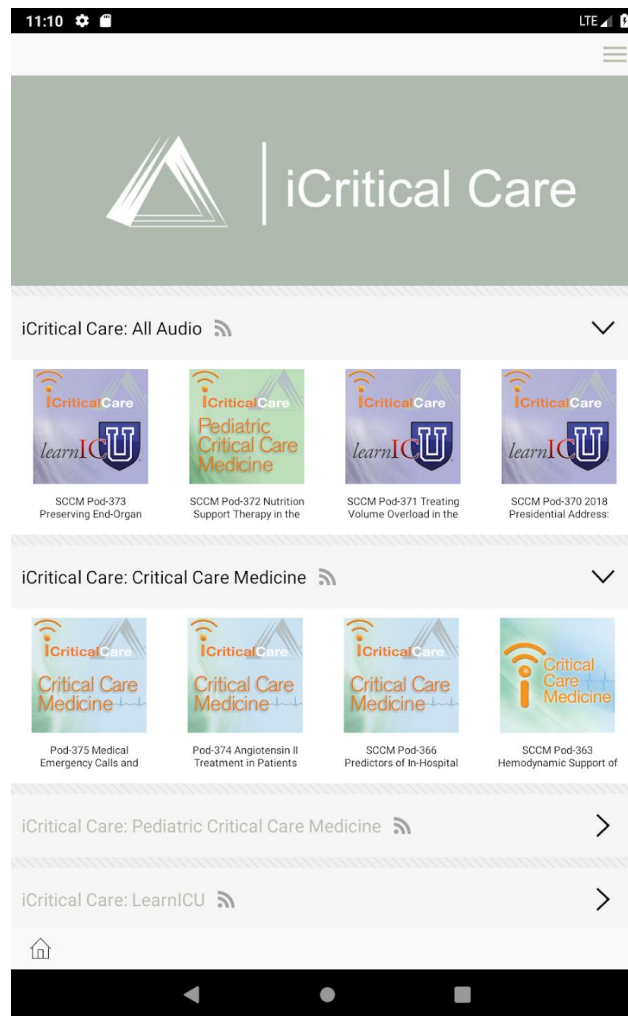 11:10
LTE
iCritical Care
iCritical Care: All Audio
iCriticalCare
learnICU
iCriticalCare
Pediatric
Critical Care
Medicine
iCriticalCare
learnICU
iCriticalCare
learnICU
SCCM Pod-373
Preserving End-Organ
SCCM Pod-372 Nutrition
Support Therapy in the
SCCM Pod-371 Treating
Volume Overload in the
SCCM Pod-370 2018
Presidential Address:
iCritical Care: Critical Care Medicine
iCriticalCare
Critical Care
Medicine
iCriticalCare
Critical Care
Medicine
iCriticalCare
Critical Care
Medicine
i
Critical
Care
Medicine
Pod-375 Medical
Emergency Calls and
Pod-374 Angiotensin II
Treatment in Patients
SCCM Pod-366
Predictors of In-Hospital
SCCM Pod-363
Hemodynamic Support of
iCritical Care: Pediatric Critical Care Medicine
iCritical Care: LearnICU